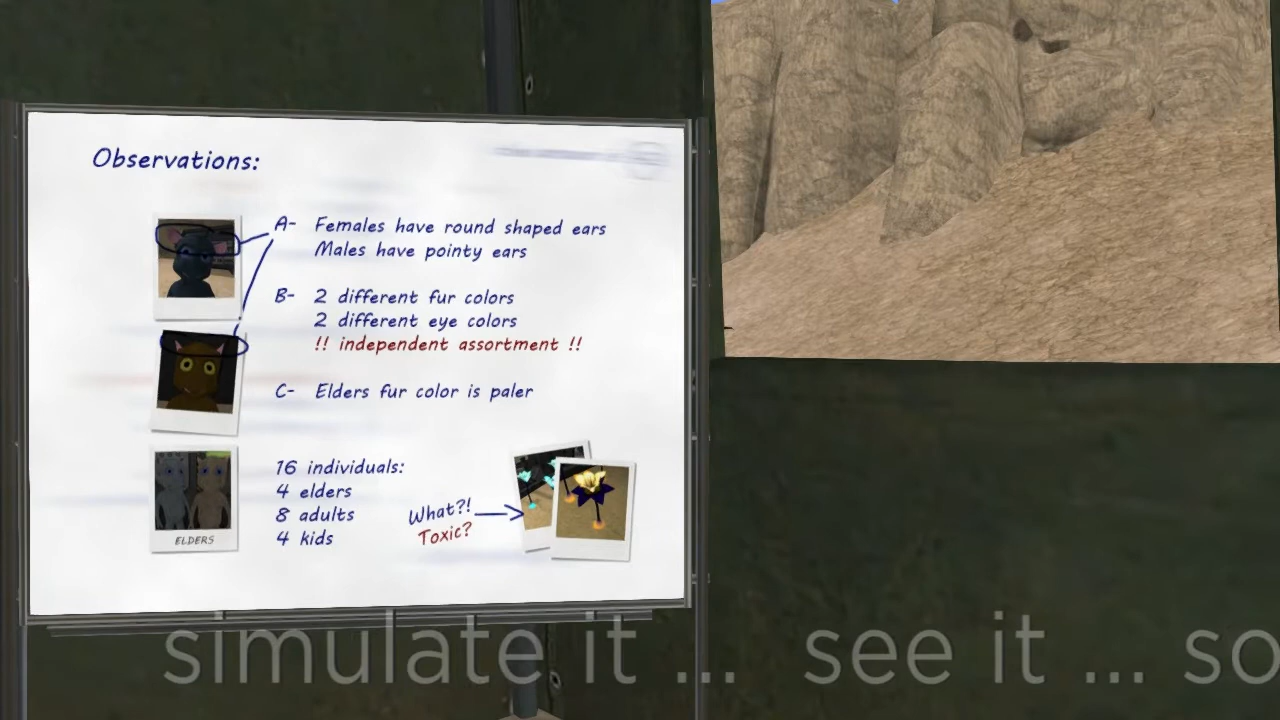 Observations:
A- Females have round shaped ears
Males have pointy ears
B- 2 different fur colors
2 different eye colors
!! independent assortment !!
C- Elders fur color is paler
16 individuals:
4 elders
8 adults
4 kids
What?!
Toxic?
ELDERS
simulate it ... see it ... so